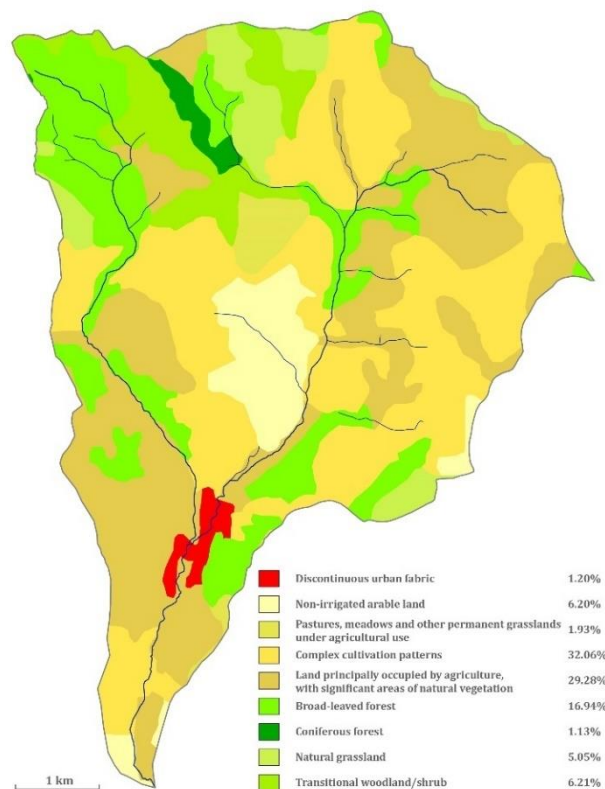 Discontinuous urban fabric 1.20%
Non-irrigated arable land 6.20%
Pastures, meadows and other permanent grasslands
under agricultural use 1.93%
Complex cultivation patterns 32.06%
Land principally occupied by agriculture,
with significant areas of natural vegetation 29.28%
Broad-leaved forest 16.94%
Coniferous forest 1.13%
Natural grassland 5.05%
Transitional woodland/shrub 6.21%
1 km